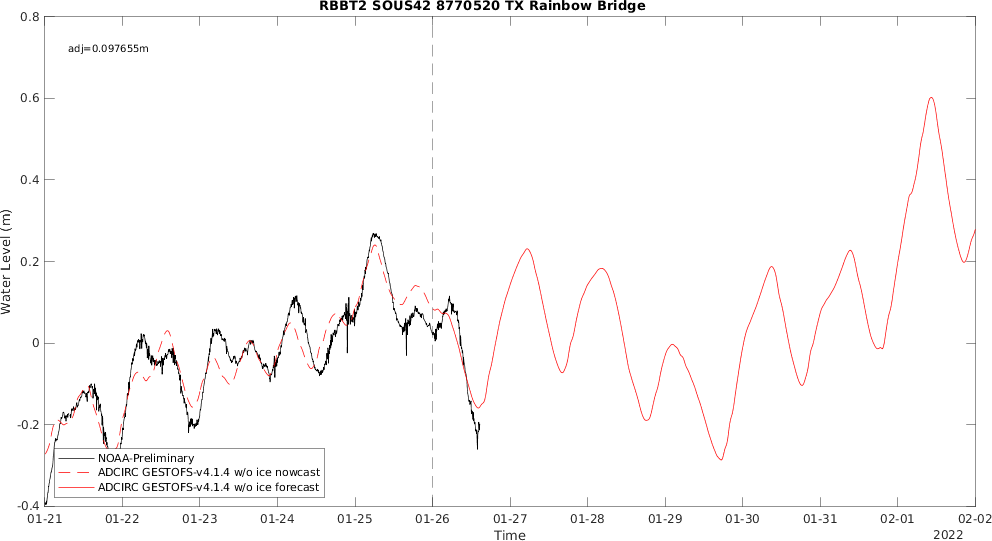 RBBT2 SOUS42 8770520 TX Rainbow Bridge
adj=0.097655m
0.8
0.6
0.4
0.2
0
-0.2
-0.4
Water Level (m)
NOAA-Preliminary
ADCIRC GESTOFS-v4.1.4 w/o ice nowcast
ADCIRC GESTOFS-v4.1.4 w/o ice forecast
01-21 01-22 01-23 01-24 01-25 01-26 01-27 01-28 01-29 01-30 01-31 02-01 02-02
Time
2022